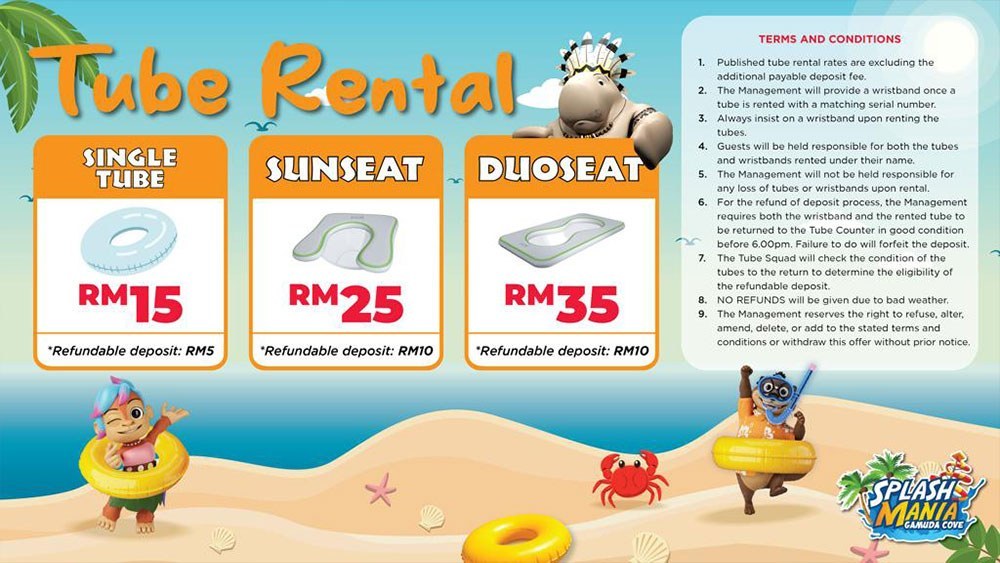 Tube Rental
SINGLE
TUBE
RM15
*Refundable deposit: RM5
SUNSEAT
RM25
*Refundable deposit: RM10
DUOSEAT
RM35
*Refundable deposit: RM10
TERMS AND CONDITIONS
1. Published tube rental rates are excluding the
additional payable deposit fee.
2. The Management will provide a wristband once a
tube is rented with a matching serial number.
3. Always insist on a wristband upon renting the
tubes.
4. Guests will be held responsible for both the tubes
and wristbands rented under their name.
5. The Management will not be held responsible for
any loss of tubes or wristbands upon rental.
6. For the refund of deposit process, the Management
requires both the wristband and the rented tube to
be returned to the Tube Counter in good condition
before 6.00pm. Failure to do will forfeit the deposit.
7. The Tube Squad will check the condition of the
tubes to the return to determine the eligibility of
the refundable deposit.
8. NO REFUNDS will be given due to bad weather.
9. The Management reserves the right to refuse, alter,
amend, delete, or add to the stated terms and
conditions or withdraw this offer without prior notice.
SPLASH
MANIA
GAMUDA COVE